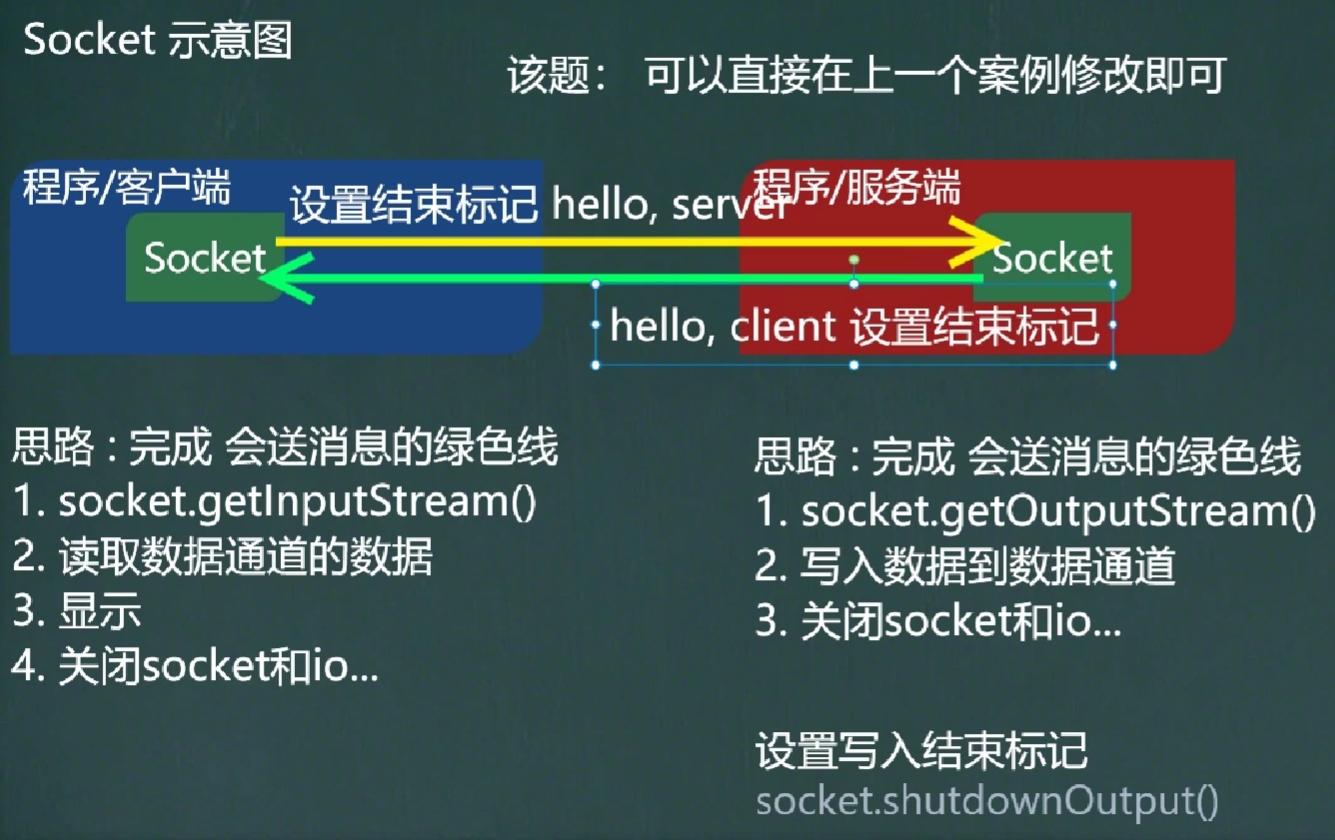 Socket 示意图
该题： 可以直接在上一个案例修改即可
程序/客户端
设置结束标记 hello, server
程序/服务端
Socket
Socket
hello, client 设置结束标记
思路 : 完成 会送消息的绿色线
1. socket.getInputStream()
2. 读取数据通道的数据
3. 显示
4. 关闭socket和io...
思路 : 完成 会送消息的绿色线
1. socket.getOutputStream()
2. 写入数据到数据通道
3. 关闭socket和io...
设置写入结束标记
socket.shutdownOutput()